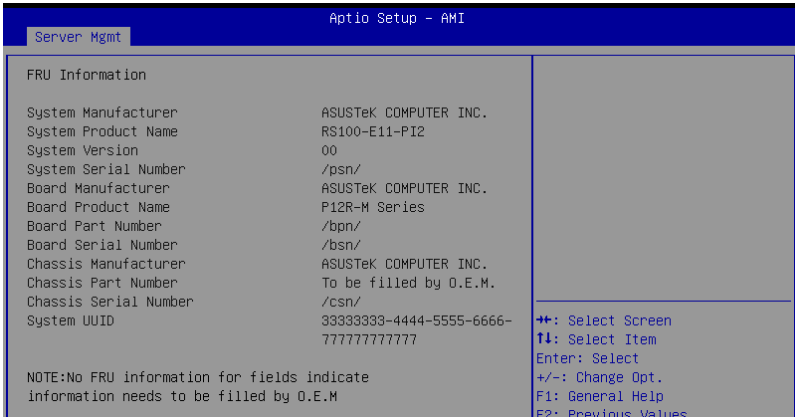 Aptio Setup – AMI
Server Mgmt
FRU Information
System Manufacturer ASUSTeK COMPUTER INC.
System Product Name RS100-E11-PI2
System Version 00
System Serial Number /psn/
Board Manufacturer ASUSTeK COMPUTER INC.
Board Product Name P12R-M Series
Board Part Number /bpn/
Board Serial Number /bsn/
Chassis Manufacturer ASUSTeK COMPUTER INC.
Chassis Part Number To be filled by O.E.M.
Chassis Serial Number /csn/
System UUID 33333333-4444-5555-6666-
777777777777
NOTE:No FRU information for fields indicate
information needs to be filled by O.E.M
→←: Select Screen
↑↓: Select Item
Enter: Select
+/-: Change Opt.
F1: General Help
F2: Previous Values